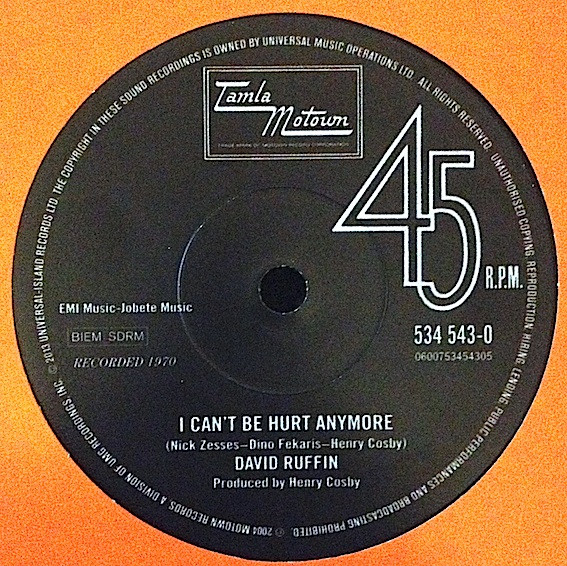 Tamla
Motown
TRADE MARK OF MOTOWN RECORD CORPORATION
45
R.P.M.
EMI Music-Jobete Music
BIEM SDRM
RECORDED 1970
534 543-0
0600753454305
I CAN'T BE HURT ANYMORE
(Nick Zesses–Dino Fekaris–Henry Cosby)
DAVID RUFFIN
Produced by Henry Cosby
℗ 2004 MOTOWN RECORDS, A DIVISION OF UMG RECORDINGS INC. © 2013 UNIVERSAL-ISLAND RECORDS LTD. THE COPYRIGHT IN THESE SOUND RECORDINGS IS OWNED BY UNIVERSAL MUSIC OPERATIONS LTD. ALL RIGHTS RESERVED. UNAUTHORISED COPYING, REPRODUCTION, HIRING, LENDING, PUBLIC PERFORMANCES AND BROADCASTING PROHIBITED.